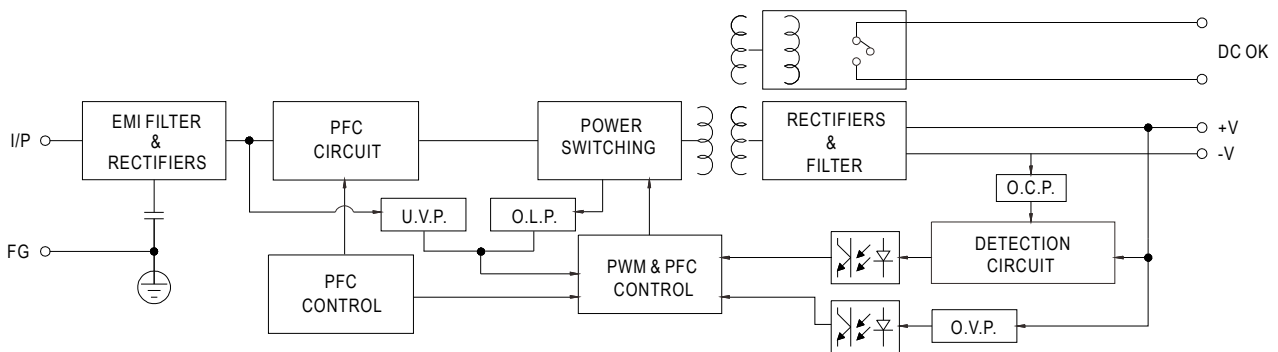 DC OK
I/P
EMI FILTER
&
RECTIFIERS
PFC
CIRCUIT
POWER
SWITCHING
RECTIFIERS
&
FILTER
+V
-V
U.V.P.
O.L.P.
O.C.P.
FG
PFC
CONTROL
PWM & PFC
CONTROL
DETECTION
CIRCUIT
O.V.P.